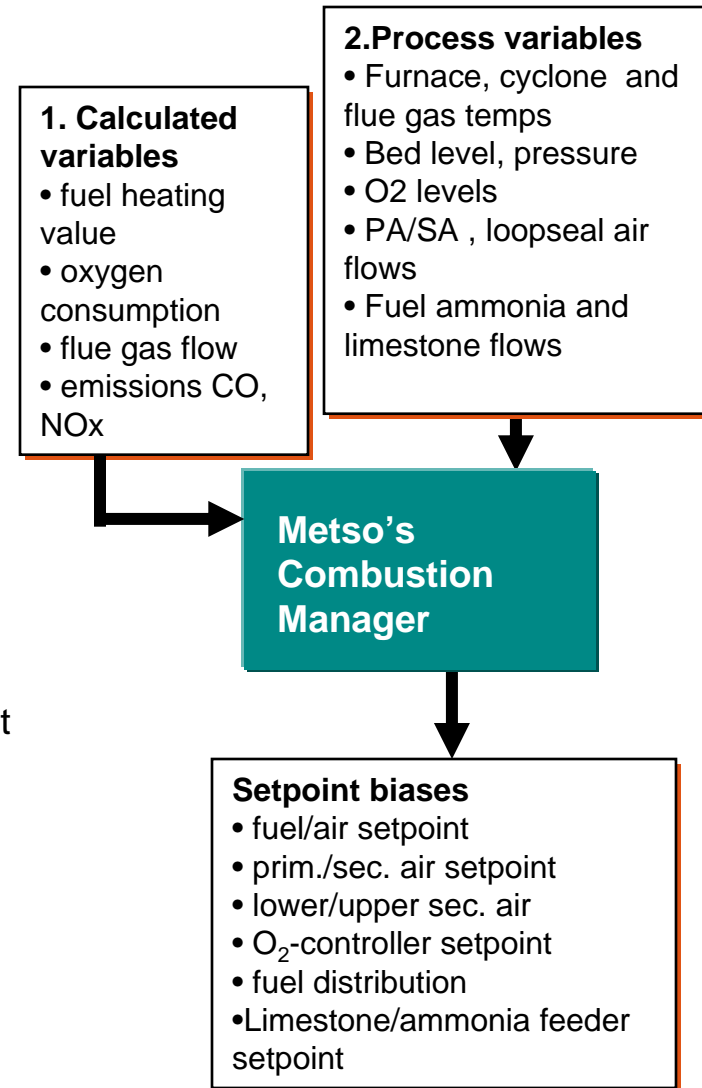 2.Process variables
• Furnace, cyclone and
flue gas temps
• Bed level, pressure
• O2 levels
• PA/SA , loopseal air
flows
• Fuel ammonia and
limestone flows
1. Calculated
variables
• fuel heating
value
• oxygen
consumption
• flue gas flow
• emissions CO,
NOx
Metso’s
Combustion
Manager
t
Setpoint biases
• fuel/air setpoint
• prim./sec. air setpoint
• lower/upper sec. air
• O₂-controller setpoint
• fuel distribution
•Limestone/ammonia feeder
setpoint